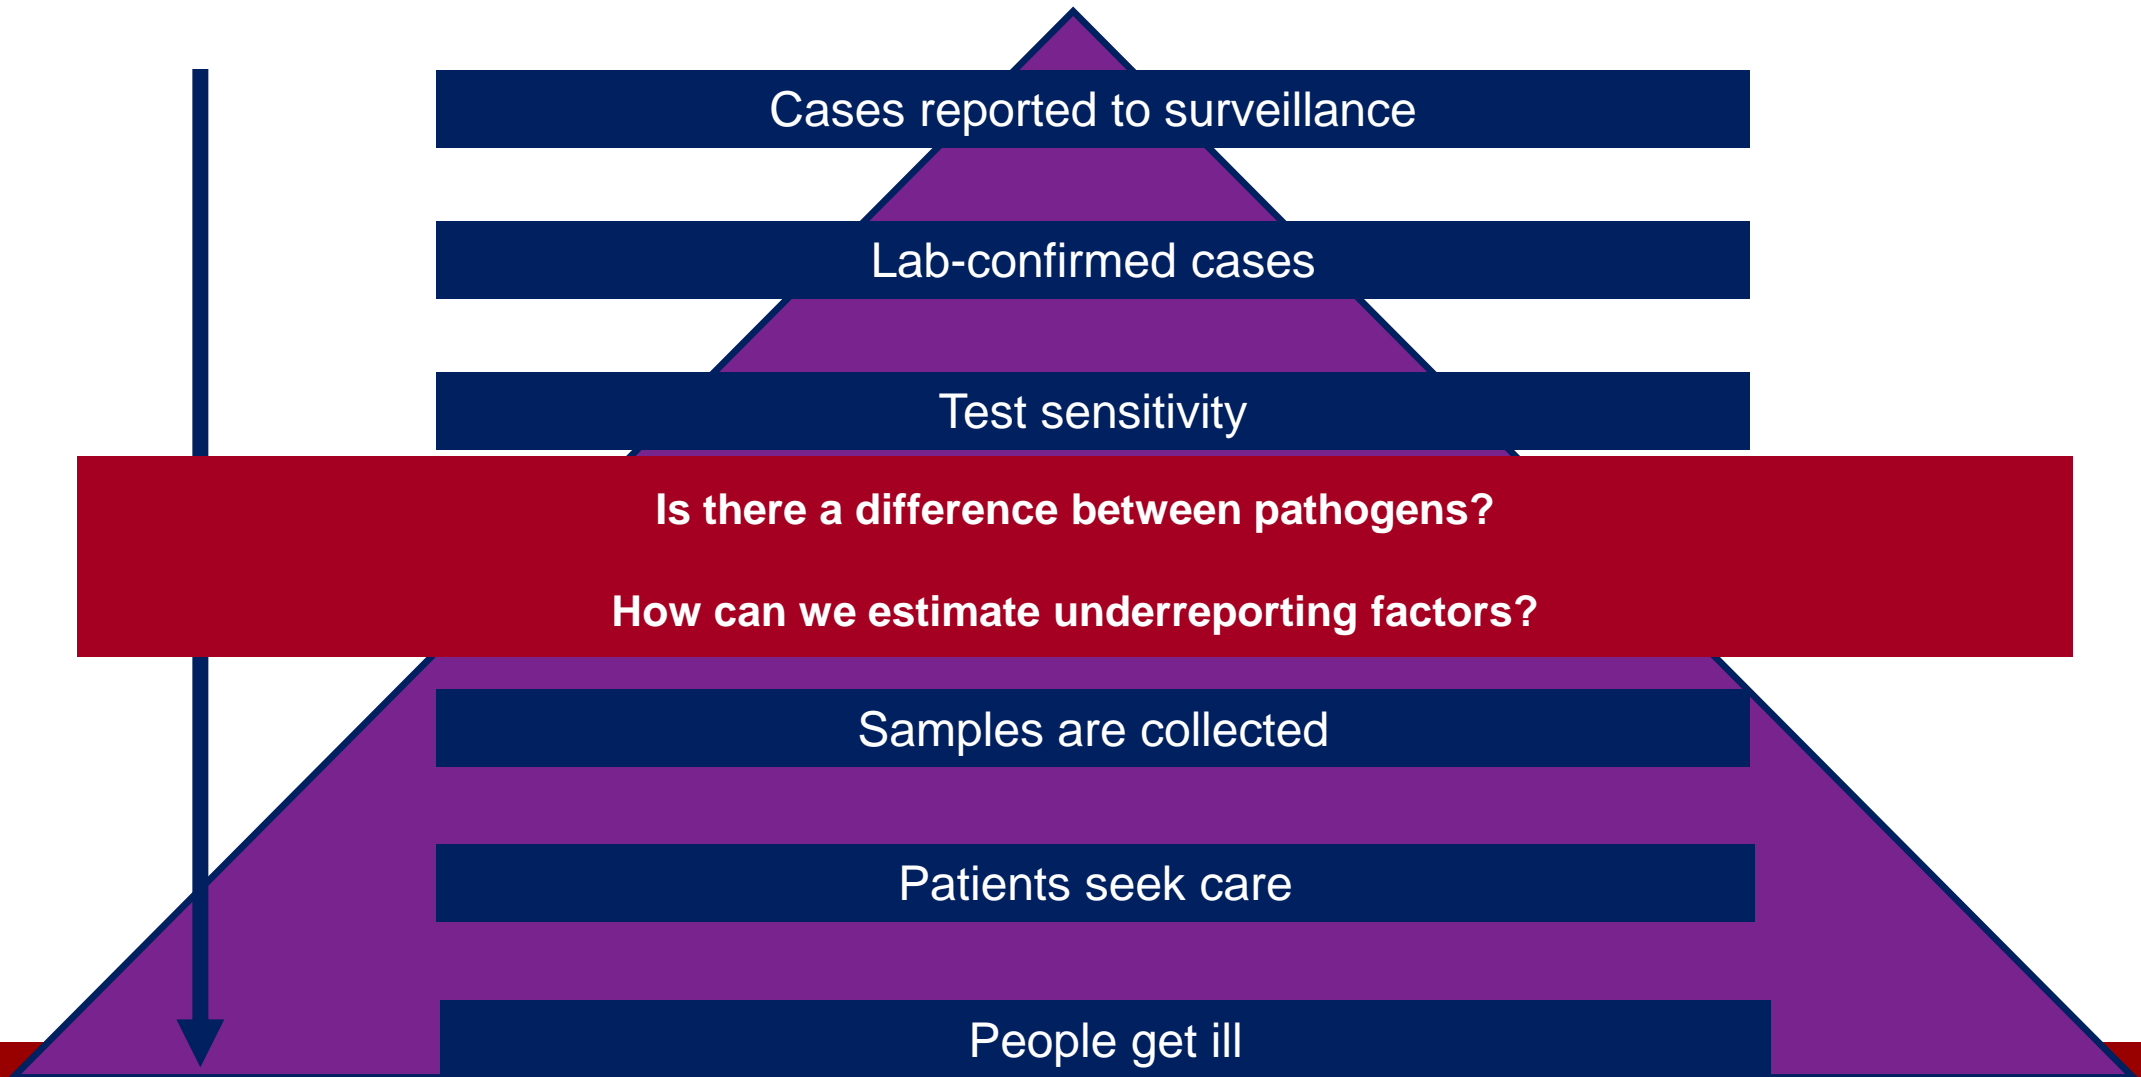 Cases reported to surveillance
Lab-confirmed cases
Test sensitivity
Is there a difference between pathogens?
How can we estimate underreporting factors?
Samples are collected
Patients seek care
People get ill